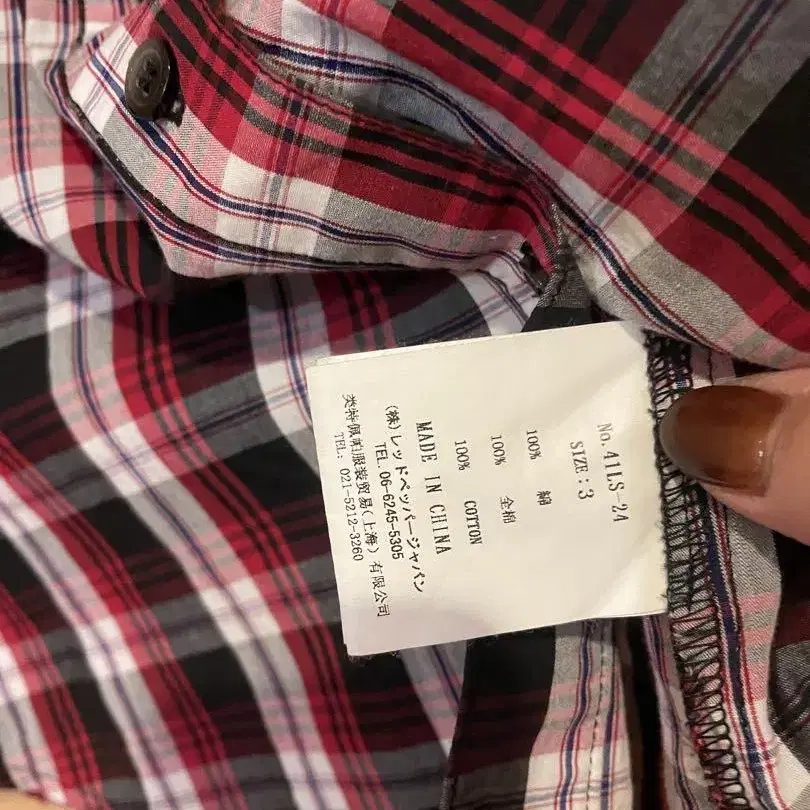 No. 41LS-24
SIZE : 3
100% 綿
100% 全棉
100% COTTON
MADE IN CHINA
(株)レッドペッパージャパン
TEL. 06-6245-5305
类特佩前服装贸易(上海)有限公司
TEL: 021-5212-3260